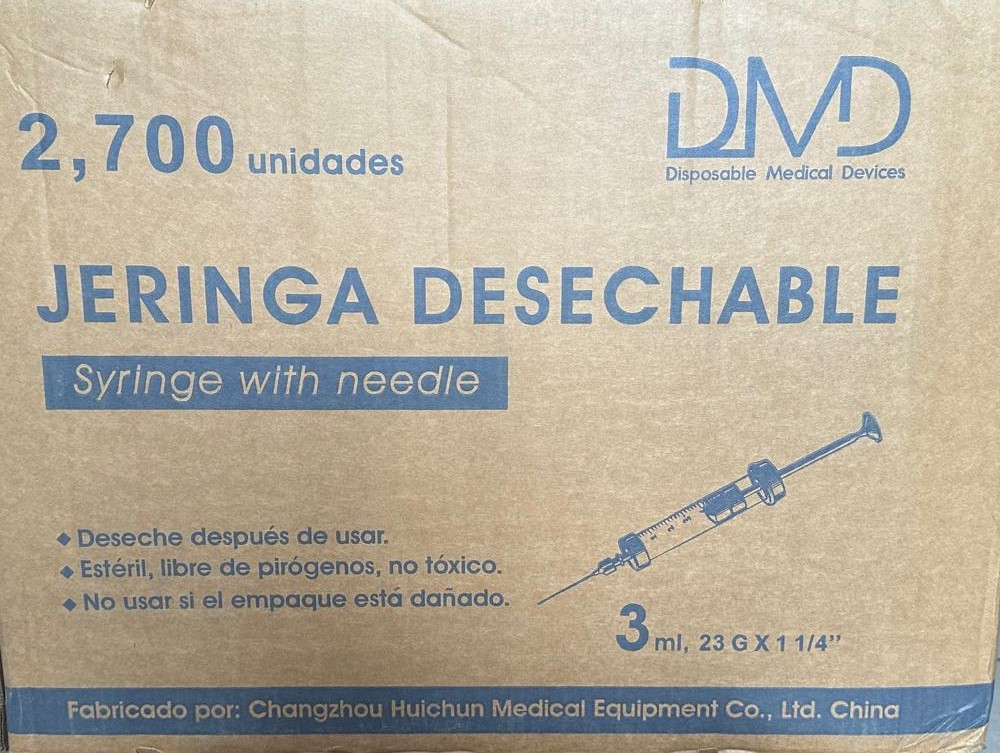 2,700 unidades
DMD
Disposable Medical Devices
JERINGA DESECHABLE
Syringe with needle
◆ Deseche después de usar.
◆ Estéril, libre de pirógenos, no tóxico.
◆ No usar si el empaque está dañado.
3 ml, 23 G X 1 1/4”
Fabricado por: Changzhou Huichun Medical Equipment Co., Ltd. China